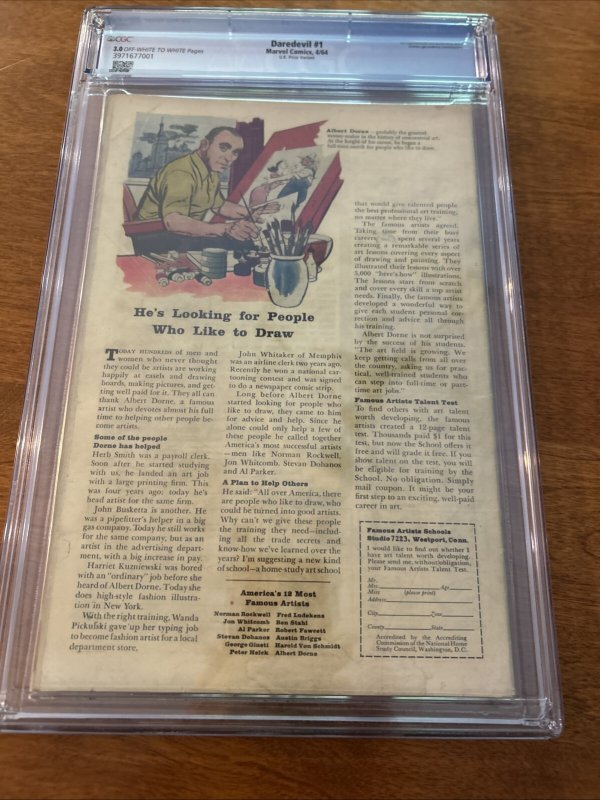 CGC
Daredevil #1
3.0 OFF-WHITE TO WHITE Pages
Marvel Comics, 4/64
3971677001
U.K. Price Variant
Albert Dorne – probably the greatest
money-maker in the history of commercial art.
At the height of his career, he began a
full-time search for people who like to draw.
He's Looking for People
Who Like to Draw
TODAY HUNDREDS of men and
women who never thought
they could be artists are working
happily at easels and drawing
boards, making pictures, and get-
ting well paid for it. They all can
thank Albert Dorne, a famous
artist who devotes almost his full
time to helping other people be-
come artists.
Some of the people
Dorne has helped
Herb Smith was a payroll clerk.
Soon after he started studying
with us, he landed an art job
with a large printing firm. This
was four years ago: today he's
head artist for the same firm.
John Busketta is another. He
was a pipefitter's helper in a big
gas company. Today he still works
for the same company, but as an
artist in the advertising depart-
ment, with a big increase in pay.
Harriet Kuzniewski was bored
with an "ordinary" job before she
heard of Albert Dorne. Today she
does high-style fashion illustra-
tion in New York.
With the right training, Wanda
Pickulski gave up her typing job
to become fashion artist for a local
department store.
John Whitaker of Memphis
was an airline clerk two years ago.
Recently he won a national car-
tooning contest and was signed
to do a newspaper comic strip.
Long before Albert Dorne
started looking for people who
like to draw, they came to him
for advice and help. Since he
alone could only help a few of
these people he called together
America's most successful artists
—men like Norman Rockwell,
Jon Whitcomb, Stevan Dohanos
and Al Parker.
A Plan to Help Others
He said: "All over America, there
are people who like to draw, who
could be turned into good artists.
Why can't we give these people
the training they need—includ-
ing all the trade secrets and
know-how we've learned over the
years? I'm suggesting a new kind
of school—a home-study art school
America's 12 Most
Famous Artists
Norman Rockwell Fred Ludekens
Jon Whitcomb Ben Stahl
Al Parker Robert Fawcett
Stevan Dohanos Austin Briggs
George Giusti Harold Von Schmidt
Peter Helck Albert Dorne
that would give talented people
the best professional art training,
no matter where they live."
The famous artists agreed.
Taking time from their busy
careers spent several years
creating a remarkable series of
art lessons covering every aspect
of drawing and painting. They
illustrated their lessons with over
5,000 "here's-how" illustrations.
The lessons start from scratch
and cover every skill a top artist
needs. Finally, the famous artists
developed a wonderful way to
give each student personal cor-
rection and advice all through
his training.
Albert Dorne is not surprised
by the success of his students.
"The art field is growing. We
keep getting calls from all over
the country, asking us for prac-
tical, well-trained students who
can step into full-time or part-
time art jobs."
Famous Artists Talent Test
To find others with art talent
worth developing, the famous
artists created a 12-page talent
test. Thousands paid $1 for this
test, but now the School offers it
free and will grade it free. If you
show talent on the test, you will
be eligible for training by the
School. No obligation. Simply
mail coupon. It might be your
first step to an exciting, well-paid
career in art.
Famous Artists Schools
Studio 7223, Westport, Conn.
I would like to find out whether I
have art talent worth developing.
Please send me, without obligation,
your Famous Artists Talent Test.
Mr.
Mrs. Age
Miss (please print)
Address
City Zone
County State
Accredited by the Accrediting
Commission of the National Home
Study Council, Washington, D.C.